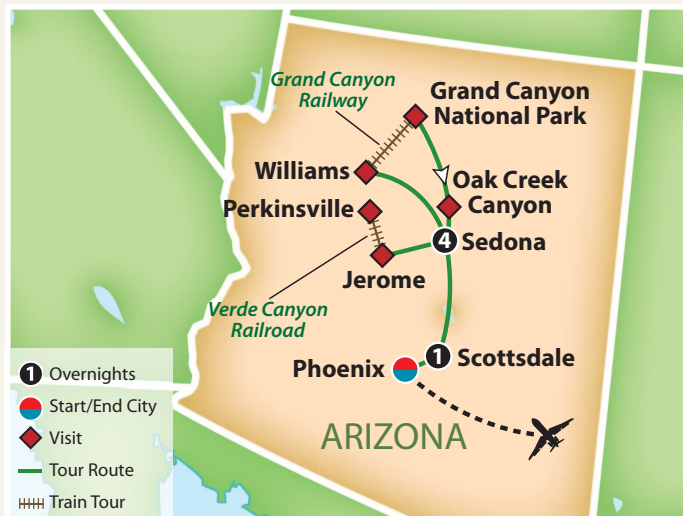 Grand Canyon
Railway
Grand Canyon
National Park
Williams
Oak Creek
Canyon
Perkinsville
4 Sedona
Jerome
Verde Canyon
Railroad
1 Scottsdale
Phoenix
ARIZONA
1 Overnights
Start/End City
Visit
Tour Route
Train Tour